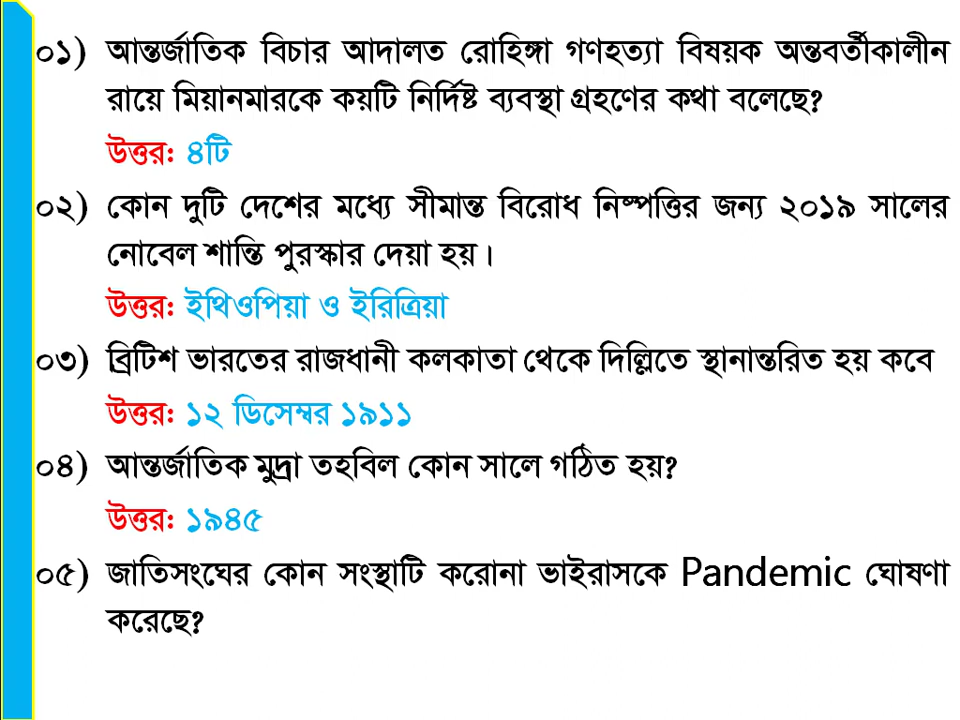 ০১) আন্তর্জাতিক বিচার আদালত রোহিঙ্গা গণহত্যা বিষয়ক অন্তবর্তীকালীন
রায়ে মিয়ানমারকে কয়টি নির্দিষ্ট ব্যবস্থা গ্রহণের কথা বলেছে?
উত্তর: ৪টি
০২) কোন দুটি দেশের মধ্যে সীমান্ত বিরোধ নিষ্পত্তির জন্য ২০১৯ সালের
নোবেল শান্তি পুরস্কার দেয়া হয়।
উত্তর: ইথিওপিয়া ও ইরিত্রিয়া
০৩) ব্রিটিশ ভারতের রাজধানী কলকাতা থেকে দিল্লিতে স্থানান্তরিত হয় কবে
উত্তর: ১২ ডিসেম্বর ১৯১১
০৪) আন্তর্জাতিক মুদ্রা তহবিল কোন সালে গঠিত হয়?
উত্তর: ১৯৪৫
০৫) জাতিসংঘের কোন সংস্থাটি করোনা ভাইরাসকে Pandemic ঘোষণা
করেছে?